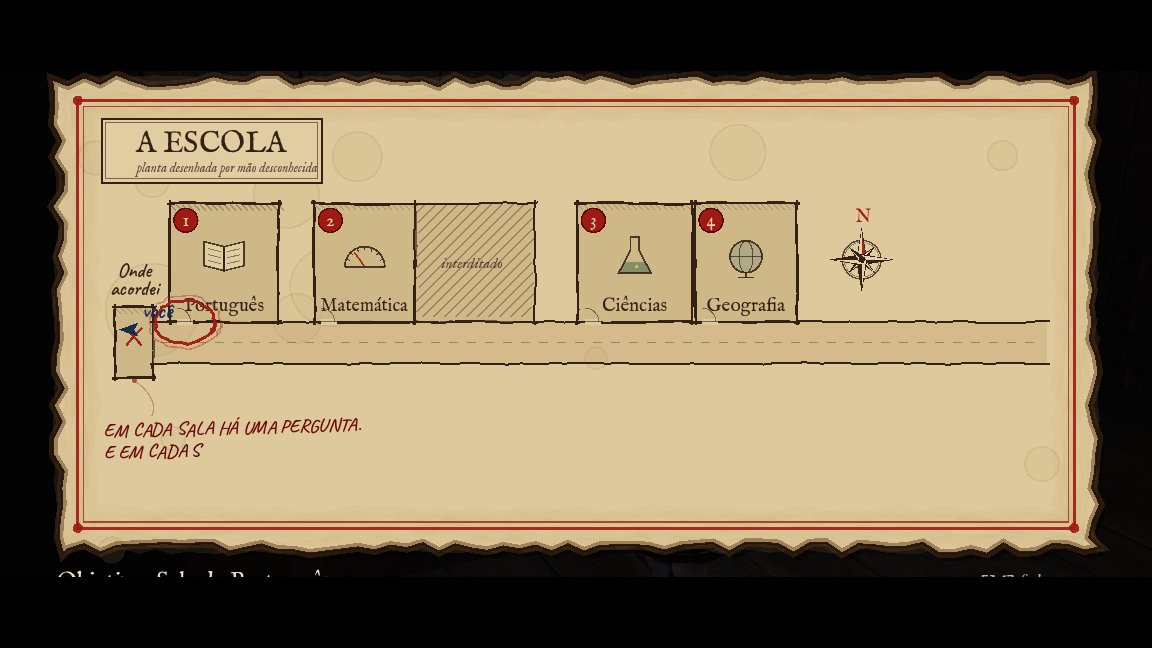 A ESCOLA
planta desenhada por mão desconhecida
1
2
3
4
N
interditado
Onde
acordei
Português
Matemática
Ciências
Geografia
você
EM CADA SALA HÁ UMA PERGUNTA.
E EM CADA S